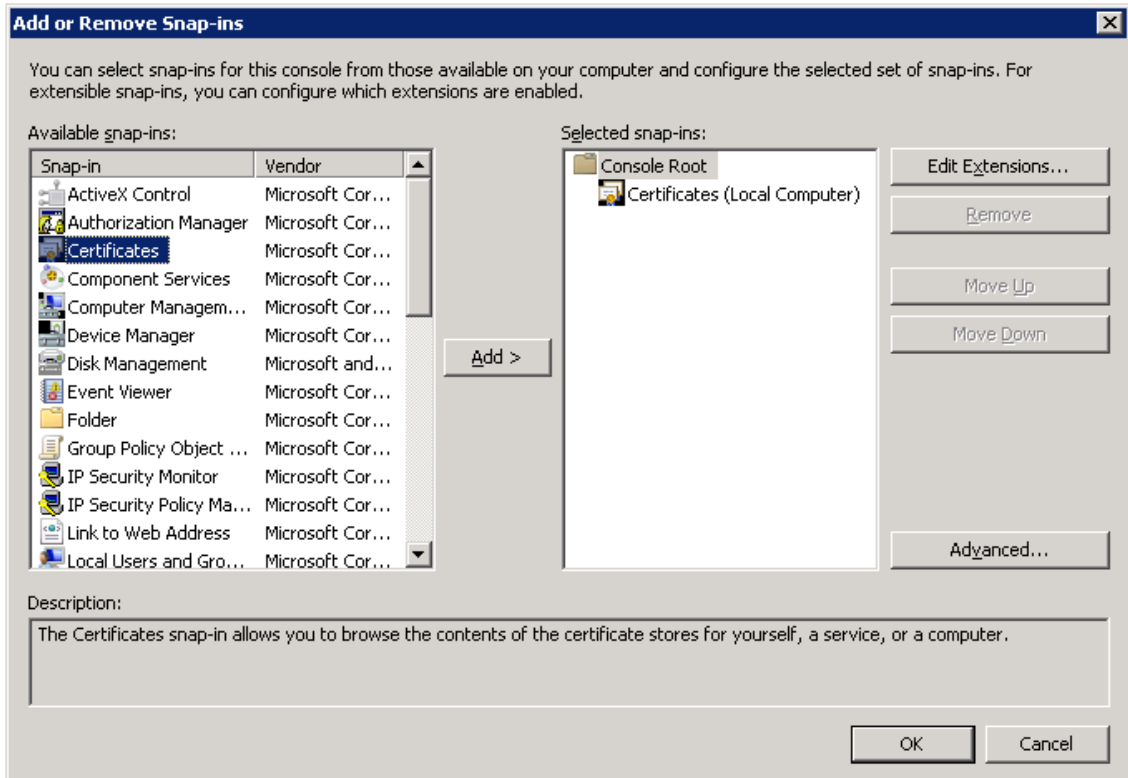 Add or Remove Snap-ins
You can select snap-ins for this console from those available on your computer and configure the selected set of snap-ins. For
extensible snap-ins, you can configure which extensions are enabled.
Available snap-ins:
Snap-in Vendor
ActiveX Control Microsoft Cor...
Authorization Manager Microsoft Cor...
Certificates Microsoft Cor...
Component Services Microsoft Cor...
Computer Managem... Microsoft Cor...
Device Manager Microsoft Cor...
Disk Management Microsoft and...
Event Viewer Microsoft Cor...
Folder Microsoft Cor...
Group Policy Object ... Microsoft Cor...
IP Security Monitor Microsoft Cor...
IP Security Policy Ma... Microsoft Cor...
Link to Web Address Microsoft Cor...
Local Users and Gro... Microsoft Cor...
Add >
Selected snap-ins:
Console Root
Certificates (Local Computer)
Edit Extensions...
Remove
Move Up
Move Down
Advanced...
Description:
The Certificates snap-in allows you to browse the contents of the certificate stores for yourself, a service, or a computer.
OK
Cancel